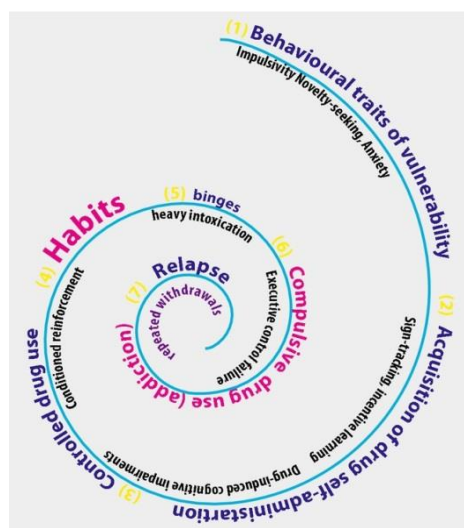 (1) Behavioural traits of vulnerability
Impulsivity Novelty-seeking, Anxiety
(2) Acquisition of drug self-administartion
Sign-tracking, incentive learning
Drug-induced cognitive impairments
(3) Controlled drug use
Conditioned reinforcement
(4) Habits
(5) binges
heavy intoxication
(6) Compulsive drug use (addiction)
Executive control failure
(7) Relapse
repeated withdrawals